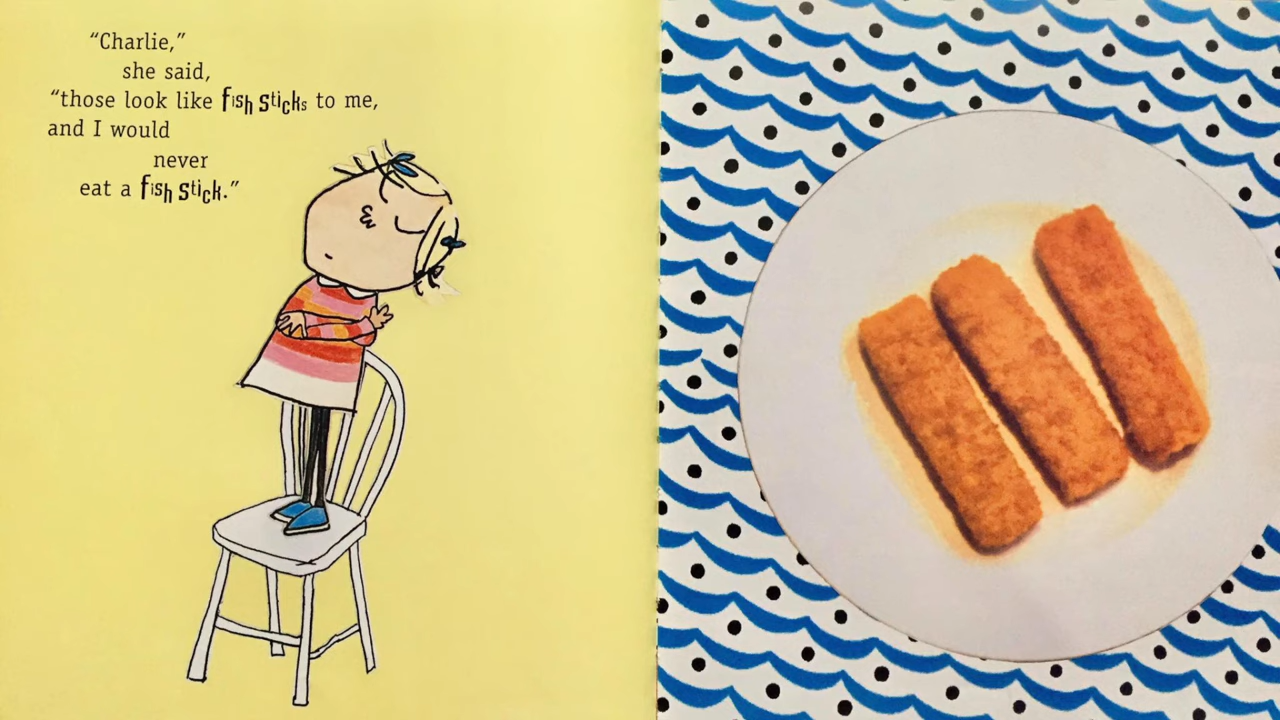 “Charlie,”
she said,
“those look like fish sticks to me,
and I would
never
eat a fish stick.”